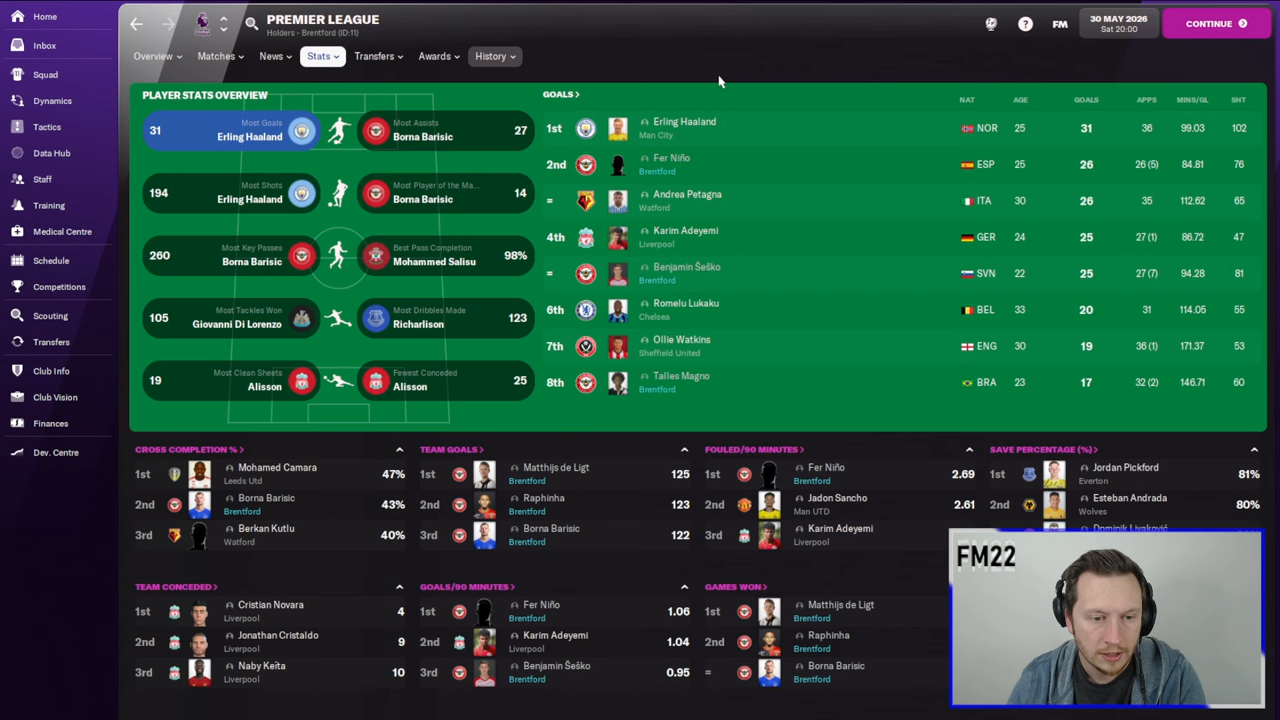 Home
Inbox
Squad
Dynamics
Tactics
Data Hub
Staff
Training
Medical Centre
Schedule
Competitions
Scouting
Transfers
Club Info
Club Vision
Finances
Dev. Centre
PREMIER LEAGUE
Holders - Brentford (ID:11)
? FM 30 MAY 2026 CONTINUE
Sat 20:00
Overview Matches News Stats Transfers Awards History
PLAYER STATS OVERVIEW
31 Most Goals Erling Haaland
Most Assists Borna Barisic 27
194 Most Shots Erling Haaland
Most Player of the Ma... Borna Barisic 14
260 Most Key Passes Borna Barisic
Best Pass Completion Mohammed Salisu 98%
105 Most Tackles Won Giovanni Di Lorenzo
Most Dribbles Made Richarlison 123
19 Most Clean Sheets Alisson
Fewest Conceded Alisson 25
GOALS > NAT AGE GOALS APPS MINS/GL SHT
1st Erling Haaland NOR 25 31 36 99.03 102
Man City
2nd Fer Niño ESP 25 26 26 (5) 84.81 76
Brentford
= Andrea Petagna ITA 30 26 35 112.62 65
Watford
4th Karim Adeyemi GER 24 25 27 (1) 86.72 47
Liverpool
= Benjamin Šeško SVN 22 25 27 (7) 94.28 81
Brentford
6th Romelu Lukaku BEL 33 20 31 114.05 55
Chelsea
7th Ollie Watkins ENG 30 19 36 (1) 171.37 53
Sheffield United
8th Talles Magno BRA 23 17 32 (2) 146.71 60
Brentford
CROSS COMPLETION % >
1st Mohamed Camara 47%
Leeds Utd
2nd Borna Barisic 43%
Brentford
3rd Berkan Kutlu 40%
Watford
TEAM GOALS >
1st Matthijs de Ligt 125
Brentford
2nd Raphinha 123
Brentford
3rd Borna Barisic 122
Brentford
FOULED/90 MINUTES >
1st Fer Niño 2.69
Brentford
2nd Jadon Sancho 2.61
Man UTD
3rd Karim Adeyemi
Liverpool
SAVE PERCENTAGE (%) >
1st Jordan Pickford 81%
Everton
2nd Esteban Andrada 80%
Wolves
Dominik Livaković
TEAM CONCEDED >
1st Cristian Novara 4
Liverpool
2nd Jonathan Cristaldo 9
Liverpool
3rd Naby Keïta 10
Liverpool
GOALS/90 MINUTES >
1st Fer Niño 1.06
Brentford
2nd Karim Adeyemi 1.04
Liverpool
3rd Benjamin Šeško 0.95
Brentford
GAMES WON >
1st Matthijs de Ligt
Brentford
2nd Raphinha
Brentford
= Borna Barisic
Brentford
FM22